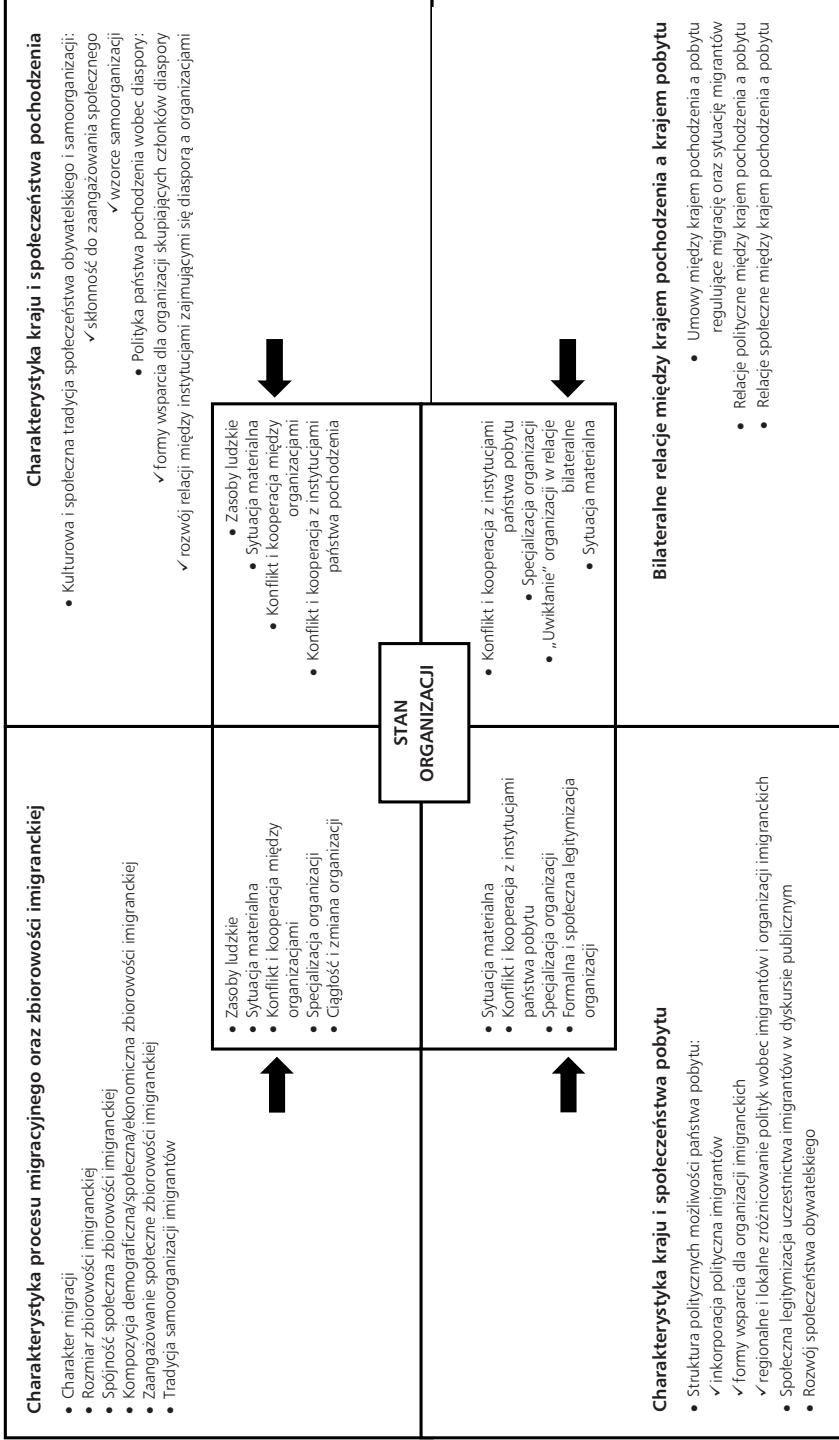 Charakterystyka procesu migracyjnego oraz zbiorowości imigranckiej
• Charakter migracji
• Rozmiar zbiorowości imigranckiej
• Spójność społeczna zbiorowości imigranckiej
• Kompozycja demograficzna/społeczna/ekonomiczna zbiorowości imigranckiej
• Zaangażowanie społeczne zbiorowości imigranckiej
• Tradycja samoorganizacji imigrantów
• Zasoby ludzkie
• Sytuacja materialna
• Konflikt i kooperacja między
organizacjami
• Specjalizacja organizacji
• Ciągłość i zmiana organizacji
Charakterystyka kraju i społeczeństwa pochodzenia
• Kulturowa i społeczna tradycja społeczeństwa obywatelskiego i samoorganizacji:
✓skłonność do zaangażowania społecznego
✓wzorce samoorganizacji
• Polityka państwa pochodzenia wobec diaspory:
✓formy wsparcia dla organizacji skupiających członków diaspory
✓rozwój relacji między instytucjami zajmującymi się diasporą a organizacjami
• Zasoby ludzkie
• Sytuacja materialna
• Konflikt i kooperacja między
organizacjami
• Konflikt i kooperacja z instytucjami
państwa pochodzenia
STAN
ORGANIZACJI
• Sytuacja materialna
• Konflikt i kooperacja z instytucjami
państwa pobytu
• Specjalizacja organizacji
• Formalna i społeczna legitymizacja
organizacji
Charakterystyka kraju i społeczeństwa pobytu
• Struktura politycznych możliwości państwa pobytu:
✓inkorporacja polityczna imigrantów
✓formy wsparcia dla organizacji imigranckich
✓regionalne i lokalne zróżnicowanie polityk wobec imigrantów i organizacji imigranckich
• Społeczna legitymizacja uczestnictwa imigrantów w dyskursie publicznym
• Rozwój społeczeństwa obywatelskiego
• Konflikt i kooperacja z instytucjami
państwa pobytu
• Specjalizacja organizacji
• „Uwikłanie” organizacji w relacje
bilateralne
• Sytuacja materialna
Bilateralne relacje między krajem pochodzenia a krajem pobytu
• Umowy między krajem pochodzenia a pobytu
regulujące migrację oraz sytuację migrantów
• Relacje polityczne między krajem pochodzenia a pobytu
• Relacje społeczne między krajem pochodzenia a pobytu